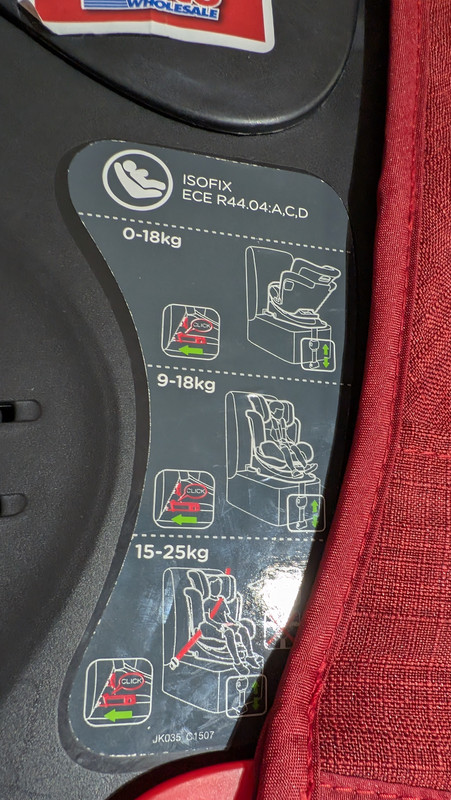 WHOLESALE
ISOFIX
ECE R44.04:A,C,D
0-18kg
CLICK
9-18kg
CLICK
15-25kg
CLICK
JK035 C1507